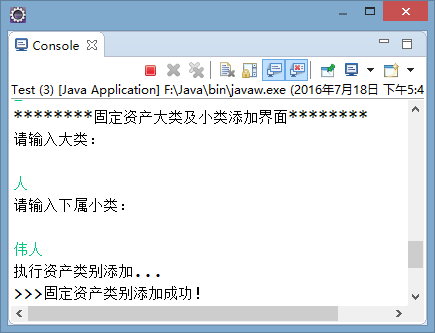 Console
Test (3) [Java Application] F:\Java\bin\javaw.exe (2016年7月18日 下午5:4
********固定资产大类及小类添加界面********
请输入大类：
人
请输入下属小类：
伟人
执行资产类别添加...
>>>固定资产类别添加成功！